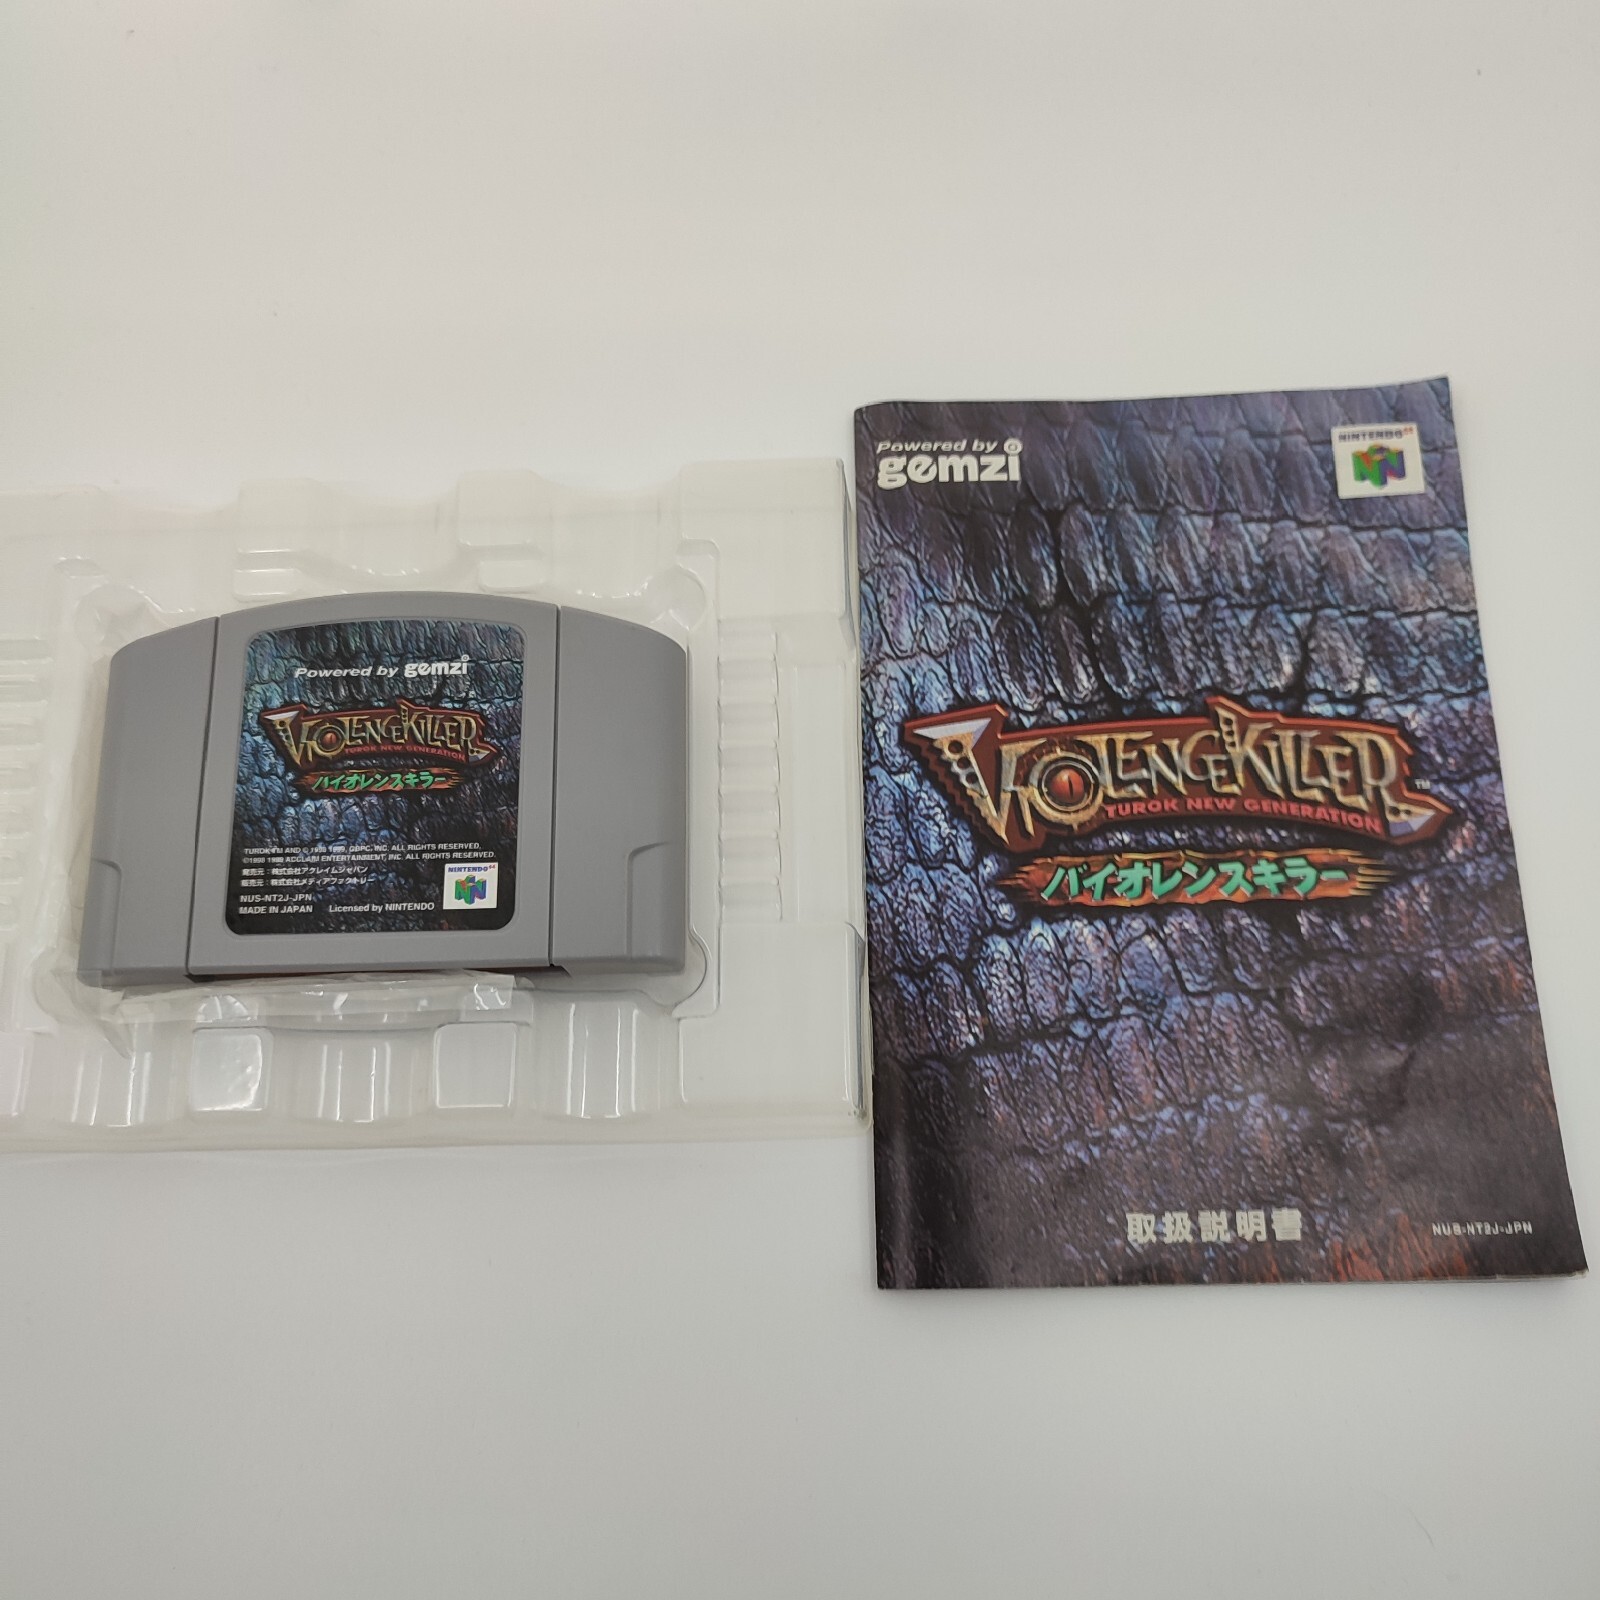 Powered by gemzi
VIOLENCEKILLER
TUROK NEW GENERATION
バイオレンスキラー
TUROK TM AND © 1998 1999, GBPC, INC. ALL RIGHTS RESERVED.
©1998 1999 ACCLAIM ENTERTAINMENT, INC. ALL RIGHTS RESERVED.
発売元：株式会社アクレイムジャパン
販売元：株式会社メディアファクトリー
NUS-NT2J-JPN
MADE IN JAPAN Licensed by NINTENDO
NINTENDO64
Powered by
gemzi
NINTENDO64
VIOLENCEKILLER™
TUROK NEW GENERATION
バイオレンスキラー
取扱説明書
NUS-NT2J-JPN